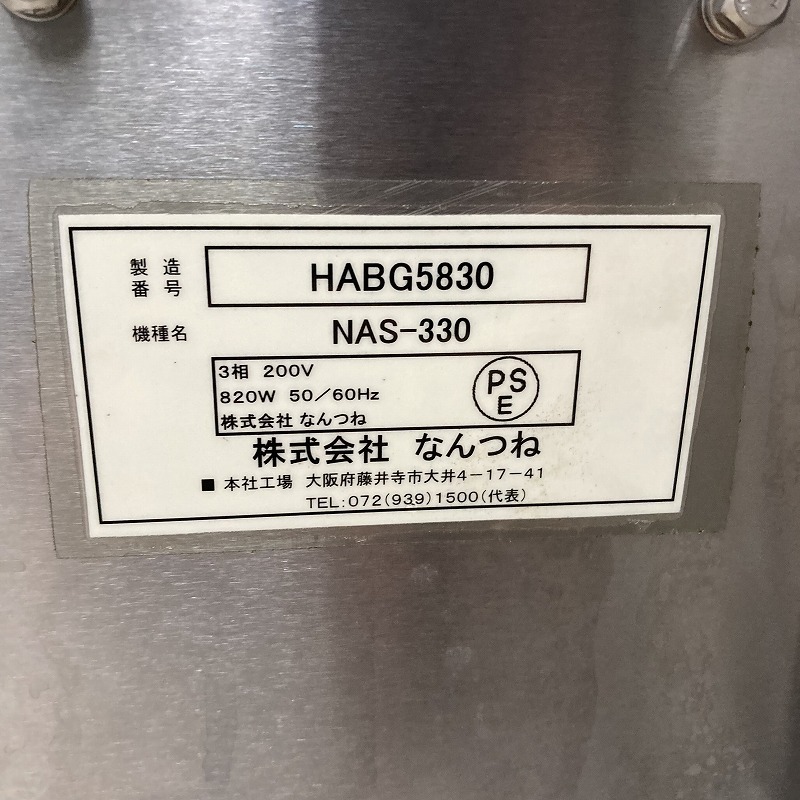 製造番号 HABG5830
機種名 NAS-330
3相 200V
820W 50/60Hz
株式会社 なんつね
PS
E
株式会社 なんつね
■ 本社工場 大阪府藤井寺市大井4-17-41
TEL:072(939)1500(代表)